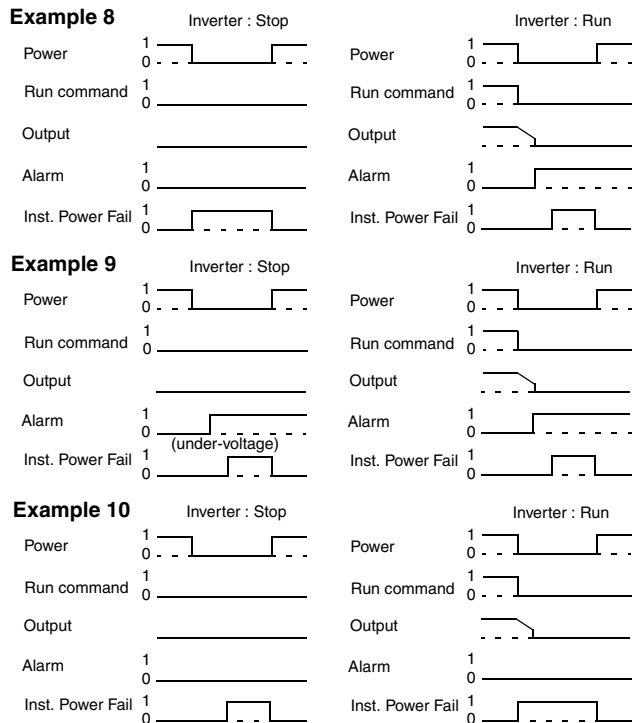 Example 8
Inverter : Stop
Inverter : Run
Power 1 0
Power 1 0
Run command 1 0
Run command 1 0
Output
Output
Alarm 1 0
Alarm 1 0
Inst. Power Fail 1 0
Inst. Power Fail 1 0
Example 9
Inverter : Stop
Inverter : Run
Power 1 0
Power 1 0
Run command 1 0
Run command 1 0
Output
Output
Alarm 1 0
Alarm 1 0
(under-voltage)
Inst. Power Fail 1 0
Inst. Power Fail 1 0
Example 10
Inverter : Stop
Inverter : Run
Power 1 0
Power 1 0
Run command 1 0
Run command 1 0
Output
Output
Alarm 1 0
Alarm 1 0
Inst. Power Fail 1 0
Inst. Power Fail 1 0